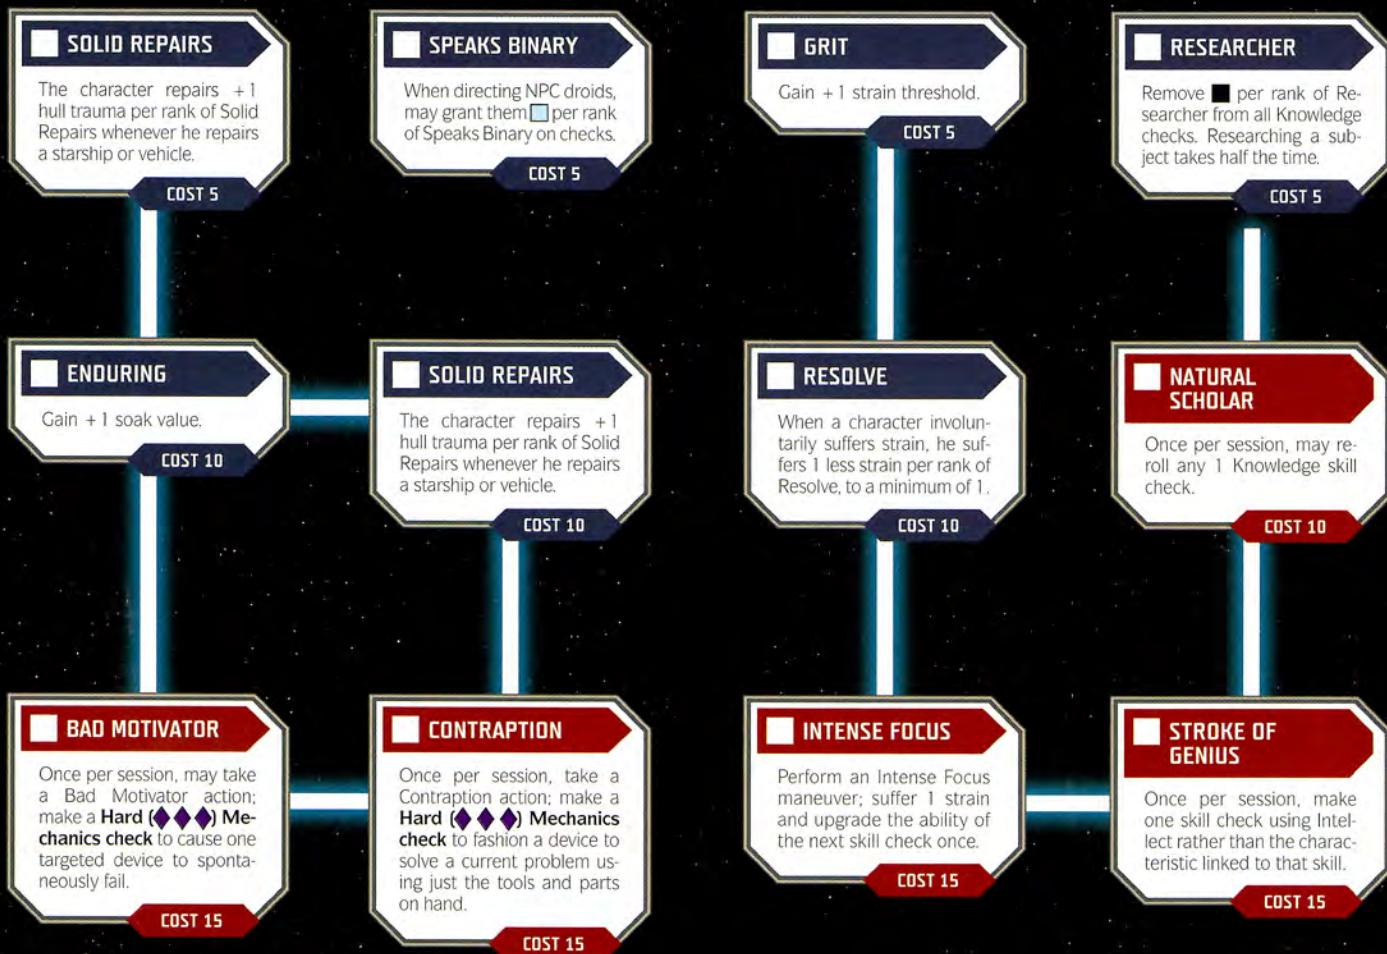 SOLID REPAIRS
The character repairs +1
hull trauma per rank of Solid
Repairs whenever he repairs
a starship or vehicle.
COST 5
SPEAKS BINARY
When directing NPC droids,
may grant them per rank
of Speaks Binary on checks.
COST 5
GRIT
Gain +1 strain threshold.
COST 5
RESEARCHER
Remove per rank of Re-
searcher from all Knowledge
checks. Researching a sub-
ject takes half the time.
COST 5
ENDURING
Gain +1 soak value.
COST 10
SOLID REPAIRS
The character repairs +1
hull trauma per rank of Solid
Repairs whenever he repairs
a starship or vehicle.
COST 10
RESOLVE
When a character involun-
tarily suffers strain, he suf-
fers 1 less strain per rank of
Resolve, to a minimum of 1.
COST 10
NATURAL
SCHOLAR
Once per session, may re-
roll any 1 Knowledge skill
check.
COST 10
BAD MOTIVATOR
Once per session, may take
a Bad Motivator action;
make a Hard (◆◆◆) Me-
chanics check to cause one
targeted device to sponta-
neously fail.
COST 15
CONTRAPTION
Once per session, take a
Contraption action; make a
Hard (◆◆◆) Mechanics
check to fashion a device to
solve a current problem us-
ing just the tools and parts
on hand.
COST 15
INTENSE FOCUS
Perform an Intense Focus
maneuver; suffer 1 strain
and upgrade the ability of
the next skill check once.
COST 15
STROKE OF
GENIUS
Once per session, make
one skill check using Intel-
lect rather than the charac-
teristic linked to that skill.
COST 15